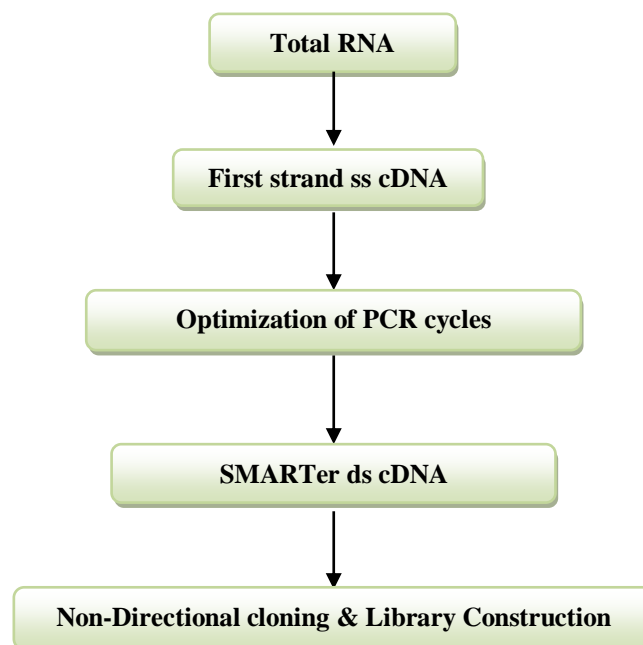 Total RNA
First strand ss cDNA
Optimization of PCR cycles
SMARTer ds cDNA
Non-Directional cloning & Library Construction